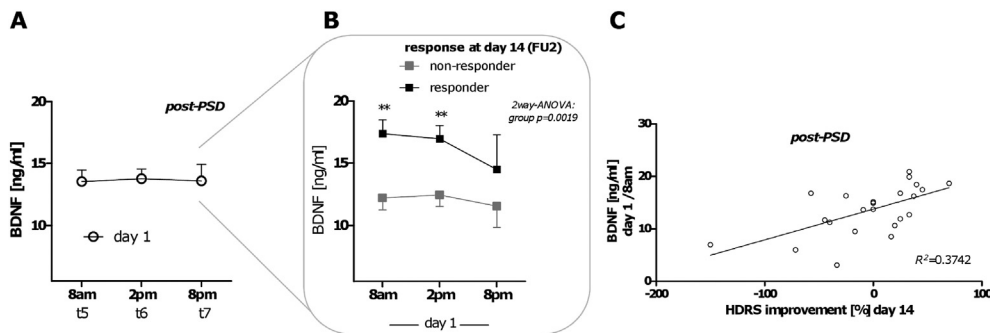 A
post-PSD
20
15
10
BDNF [ng/ml]
day 1
8am 2pm 8pm
t5 t6 t7
B
response at day 14 (FU2)
non-responder
responder
2way-ANOVA:
group p=0.0019
** **
20
15
10
BDNF [ng/ml]
8am 2pm 8pm
day 1
C
post-PSD
30
20
10
0
BDNF [ng/ml]
day 1 /8am
R²=0.3742
-200 -100 0 100
HDRS improvement [%] day 14